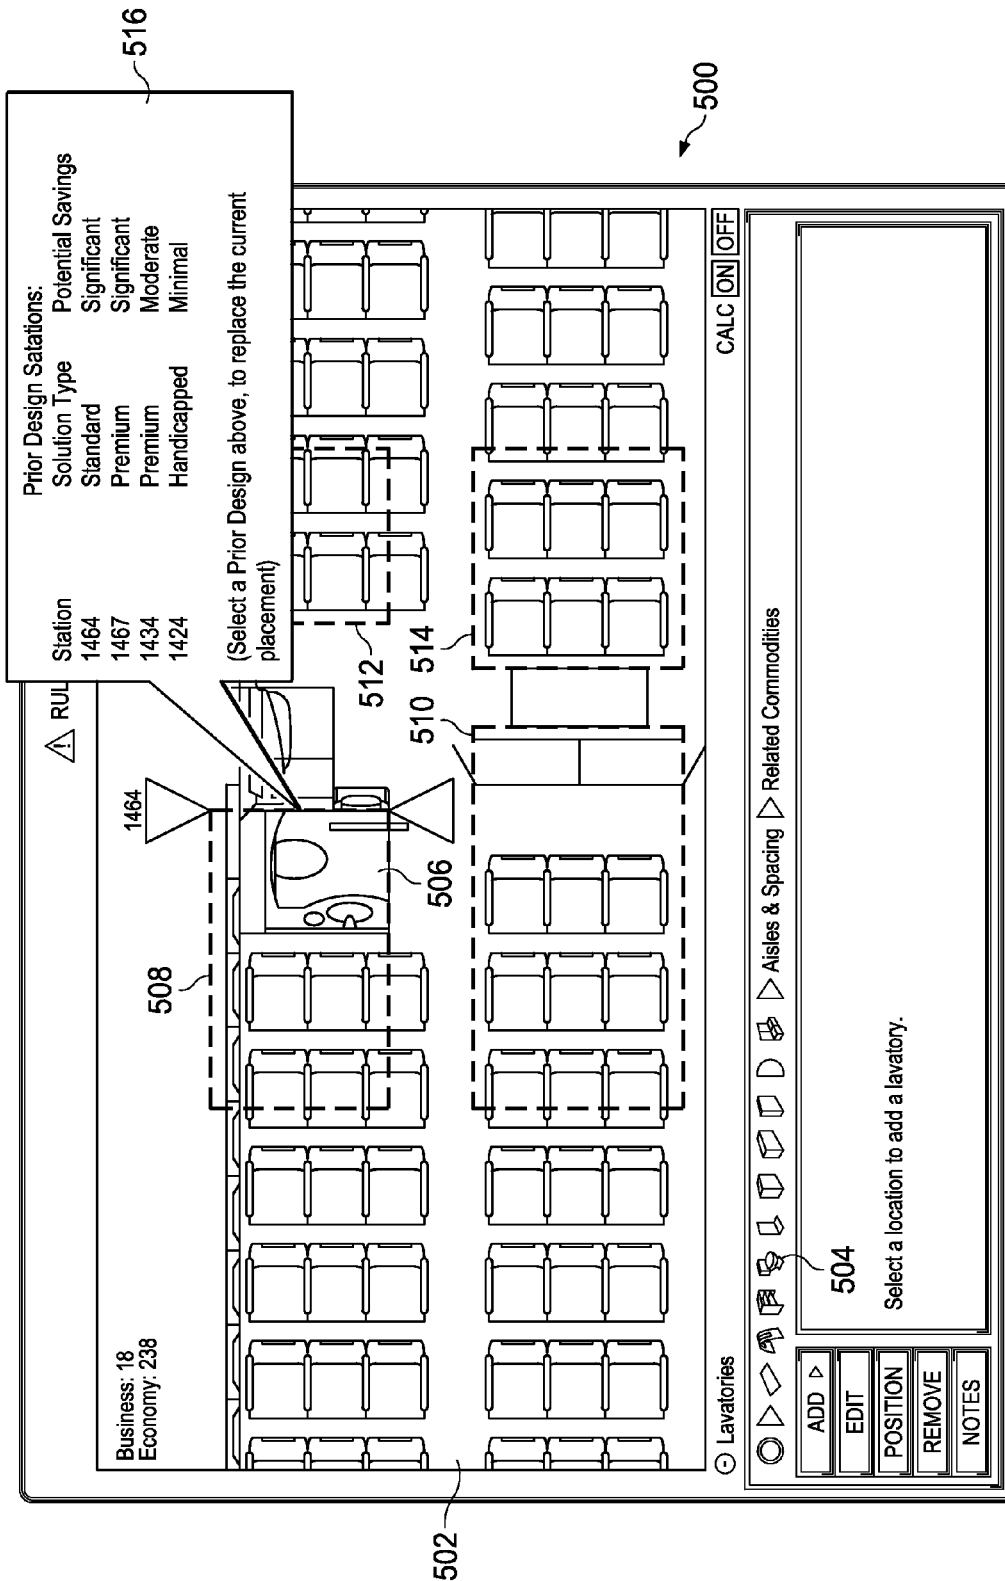 516
Prior Design Satations:
Station Solution Type Potential Savings
1464 Standard Significant
1467 Premium Significant
1434 Premium Moderate
1424 Handicapped Minimal
(Select a Prior Design above, to replace the current
placement)
RUL
Business: 18
Economy: 238
1464
508
506
512
510
514
500
502
Lavatories
CALC ON OFF
Aisles & Spacing
Related Commodities
504
ADD
EDIT
POSITION
REMOVE
NOTES
Select a location to add a lavatory.